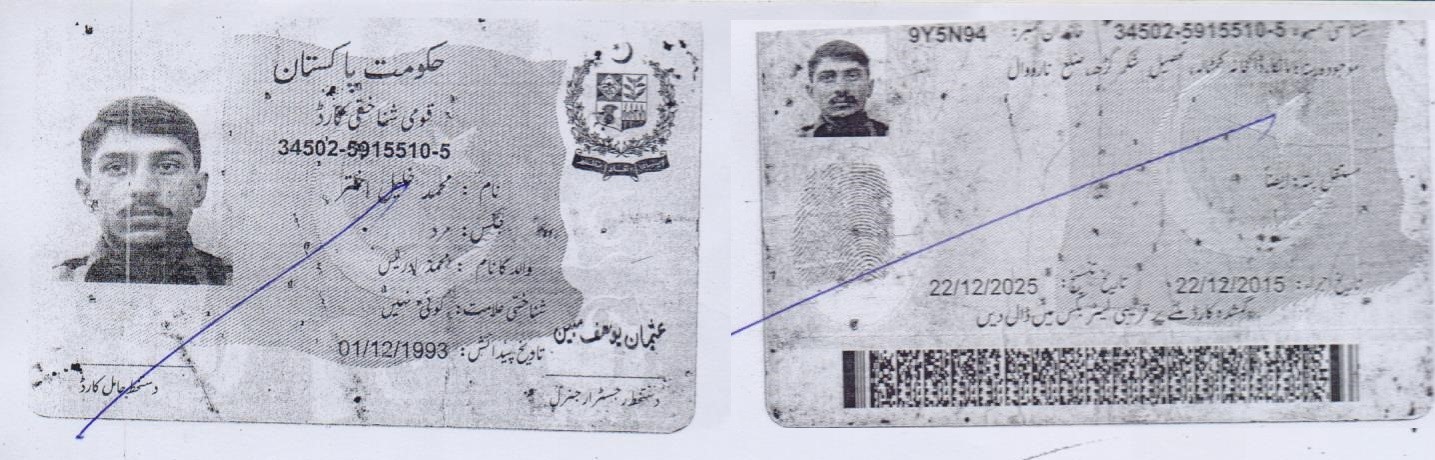 حکومت پاکستان
قومی شناختی کارڈ
34502-5915510-5
نام : محمد خلیل اختر
جنس : مرد
والد کا نام : محمد ادریس
شناختی علامت : کوئی نہیں
تاریخ پیدائش : 01/12/1993
عثمان یوسف مبین
دستخط حامل کارڈ
دستخط رجسٹرار جنرل
شناختی نمبر : 34502-5915510-5 خاندان نمبر : 9Y5N94
موجودہ پتہ : ڈاکخانہ تحصیل شکر گڑھ، ضلع نارووال
مستقل پتہ : ایضاً
تاریخ اجراء : 22/12/2015 تاریخ تنسیخ : 22/12/2025
گمشدہ کارڈ ملنے پر قریبی لیٹر بکس میں ڈال دیں